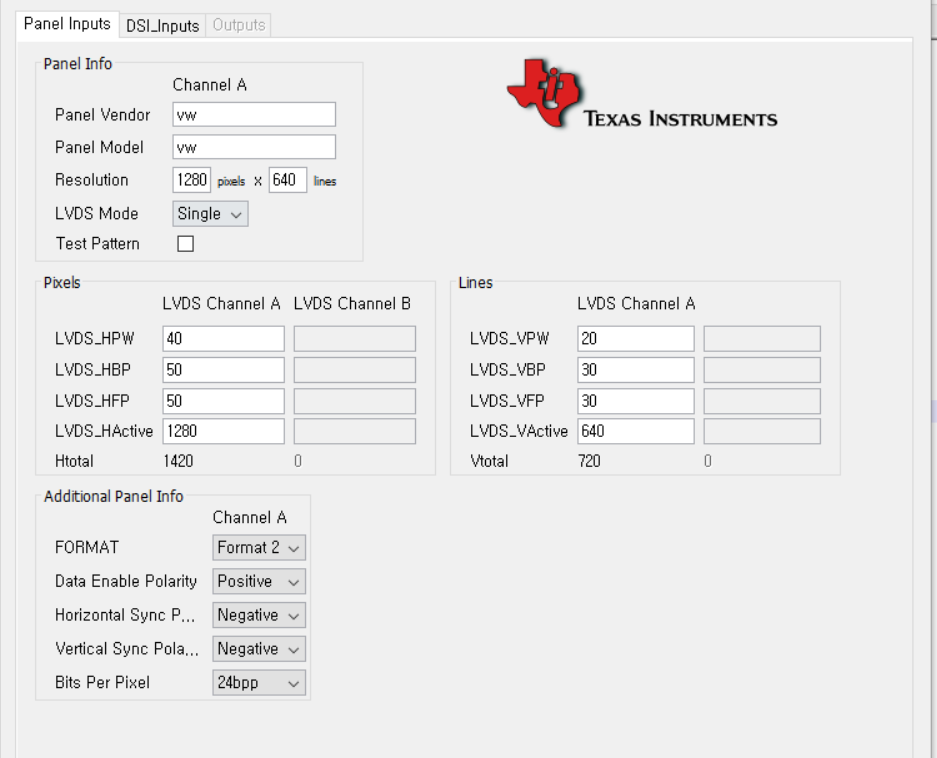 Panel Inputs DSI_Inputs Outputs
Panel Info
Channel A
Panel Vendor vw
Panel Model vw
Resolution 1280 pixels x 640 lines
LVDS Mode Single
Test Pattern
TEXAS INSTRUMENTS
Pixels
LVDS Channel A LVDS Channel B
LVDS_HPW 40
LVDS_HBP 50
LVDS_HFP 50
LVDS_HActive 1280
Htotal 1420 0
Lines
LVDS Channel A
LVDS_VPW 20
LVDS_VBP 30
LVDS_VFP 30
LVDS_VActive 640
Vtotal 720 0
Additional Panel Info
Channel A
FORMAT Format 2
Data Enable Polarity Positive
Horizontal Sync P... Negative
Vertical Sync Pola... Negative
Bits Per Pixel 24bpp